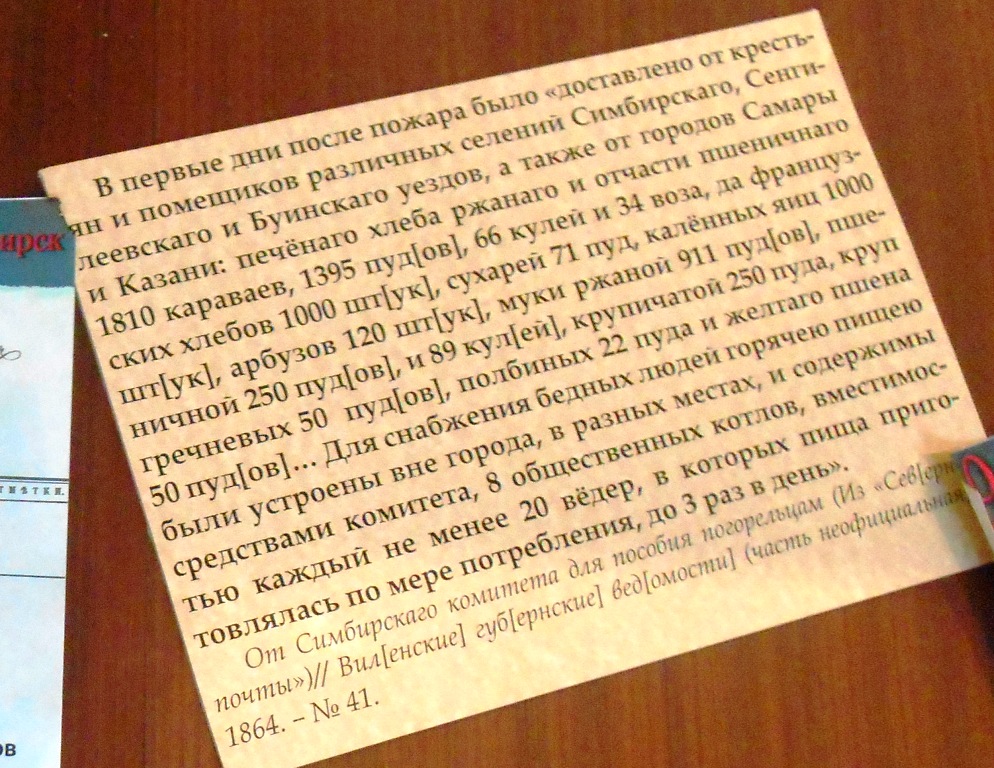 В первые дни после пожара было «доставлено от кресть-
ян и помещиков различных селений Симбирскаго, Сенги-
леевскаго и Буинскаго уездов, а также от городов Самары
и Казани: печёнаго хлеба ржанаго и отчасти пшеничнаго
1810 караваев, 1395 пуд[ов], 66 кулей и 34 воза, да француз-
ских хлебов 1000 шт[ук], сухарей 71 пуд, калённых яиц 1000
шт[ук], арбузов 120 шт[ук], муки ржаной 911 пуд[ов], пше-
ничной 250 пуд[ов], и 89 кул[ей], крупичатой 250 пуда, круп
гречневых 50 пуд[ов], полбиных 22 пуда и желтаго пшена
50 пуд[ов]... Для снабжения бедных людей горячею пищею
были устроены вне города, в разных местах, и содержимы
средствами комитета, 8 общественных котлов, вместимос-
тью каждый не менее 20 вёдер, в которых пища приго-
товлялась по мере потребления, до 3 раз в день».
От Симбирскаго комитета для пособия погорельцам (Из «Сев[ерн
почты»)// Вил[енские] губ[ернские] вед[омости] (часть неофициальная
1864. – № 41.
ирск
ов